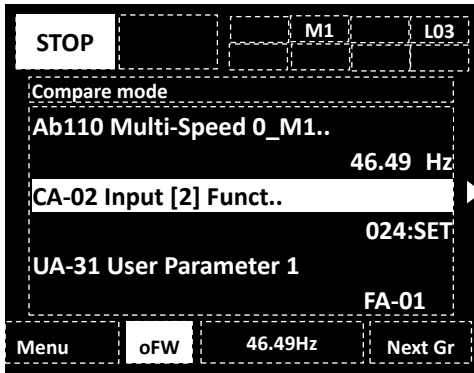 STOP M1 L03
Compare mode
Ab110 Multi-Speed 0_M1..
46.49 Hz
CA-02 Input [2] Funct..
024:SET
UA-31 User Parameter 1
FA-01
Menu oFW 46.49Hz Next Gr